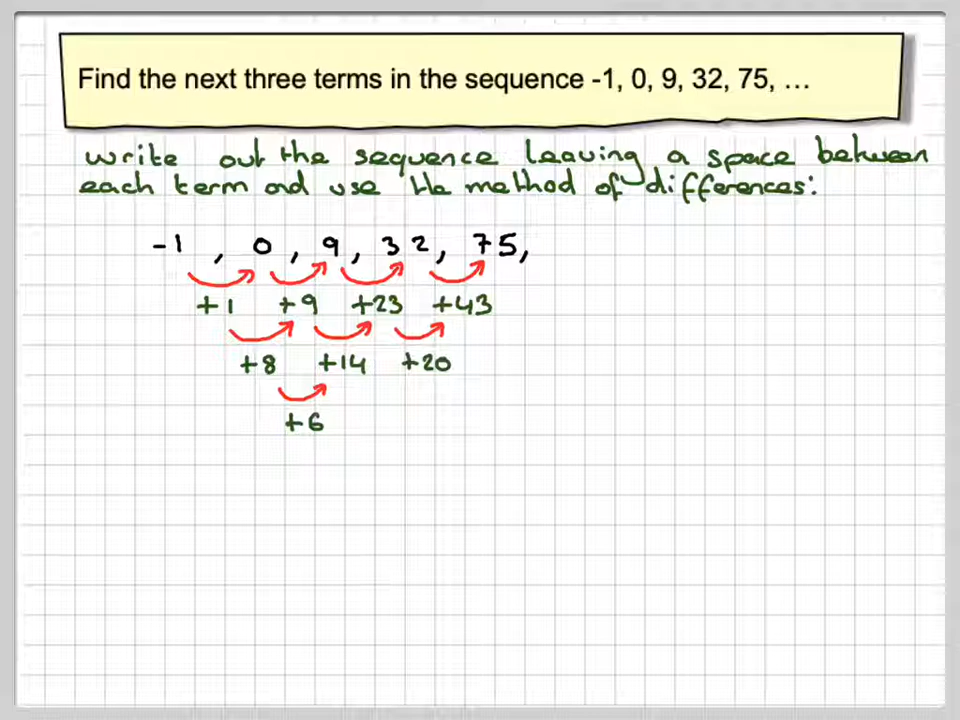 Find the next three terms in the sequence -1, 0, 9, 32, 75, …
write out the sequence leaving a space between
each term and use the method of differences:
-1 , 0 , 9 , 32 , 75,
+1 +9 +23 +43
+8 +14 +20
+6